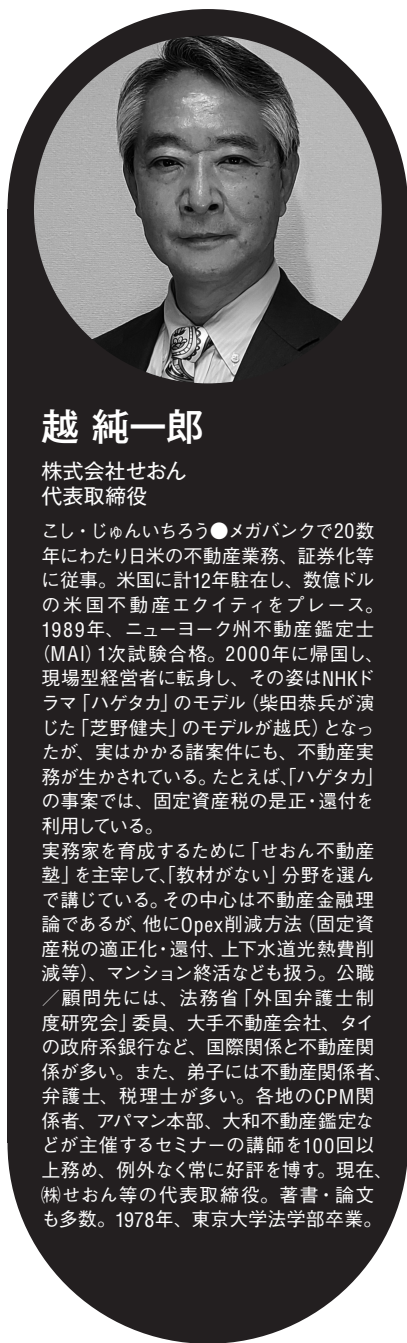 越 純一郎
株式会社せおん
代表取締役
こし・じゅんいちろう●メガバンクで20数
年にわたり日米の不動産業務、証券化等
に従事。米国に計12年駐在し、数億ドル
の米国不動産エクイティをプレース。
1989年、ニューヨーク州不動産鑑定士
（MAI）1次試験合格。2000年に帰国し、
現場型経営者に転身し、その姿はNHKド
ラマ「ハゲタカ」のモデル（柴田恭兵が演
じた「芝野健夫」のモデルが越氏）となっ
たが、実はかかる諸案件にも、不動産実
務が生かされている。たとえば、「ハゲタカ」
の事案では、固定資産税の是正・還付を
利用している。
実務家を育成するために「せおん不動産
塾」を主宰して、「教材がない」分野を選ん
で講じている。その中心は不動産金融理
論であるが、他にOpex削減方法（固定資
産税の適正化・還付、上下水道光熱費削
減等）、マンション終活なども扱う。公職
／顧問先には、法務省「外国弁護士制
度研究会」委員、大手不動産会社、タイ
の政府系銀行など、国際関係と不動産関
係が多い。また、弟子には不動産関係者、
弁護士、税理士が多い。各地のCPM関
係者、アパマン本部、大和不動産鑑定な
どが主催するセミナーの講師を100回以
上務め、例外なく常に好評を博す。現在、
㈱せおん等の代表取締役。著書・論文
も多数。1978年、東京大学法学部卒業。